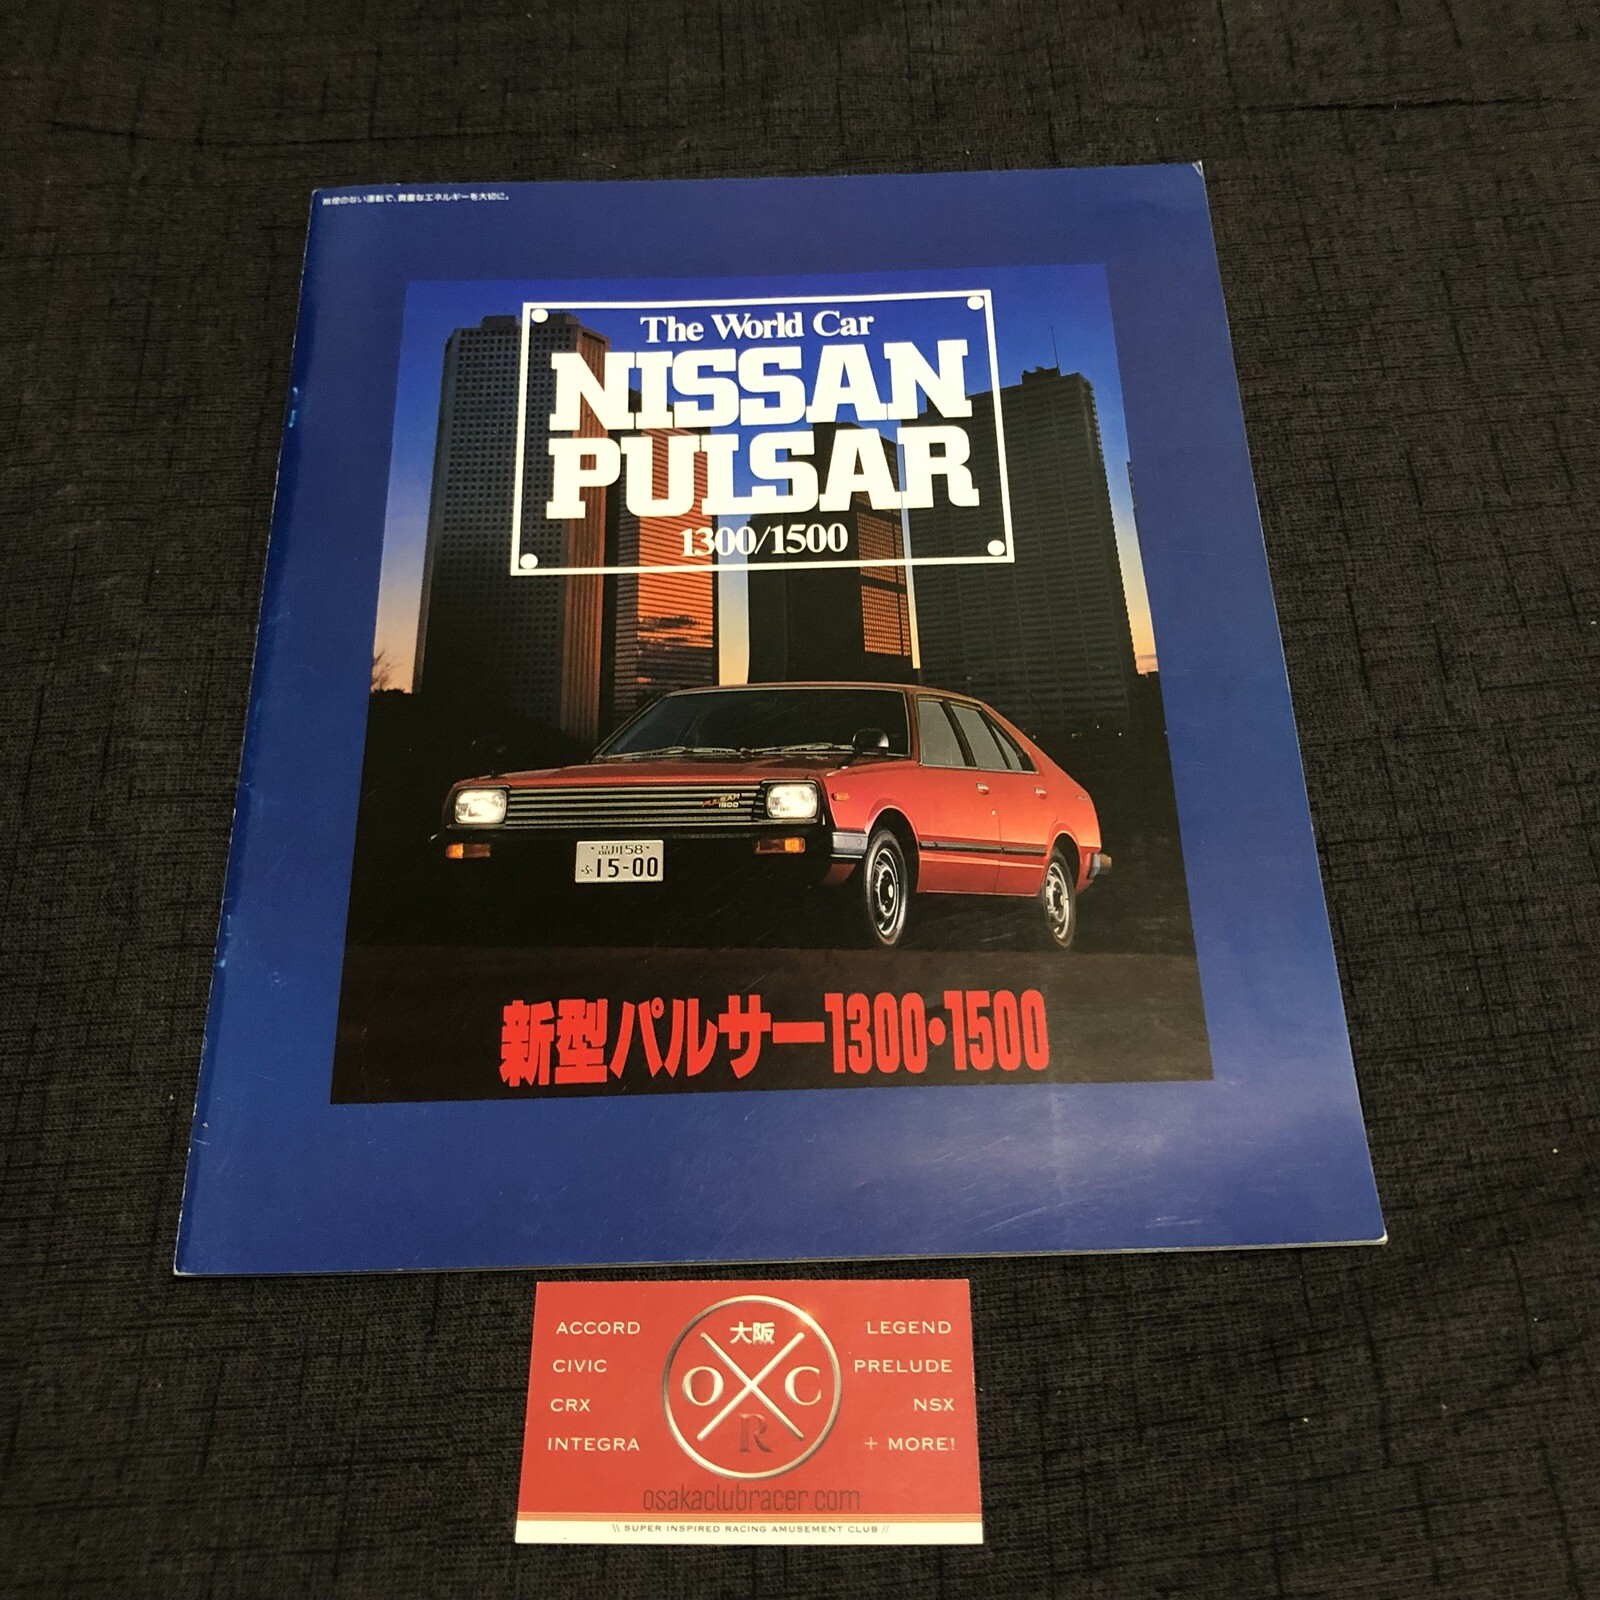 無理のない運転で、貴重なエネルギーを大切に。
The World Car
NISSAN
PULSAR
1300/1500
PULSAR
1500
品川58
ふ 15-00
新型パルサー1300・1500
ACCORD
CIVIC
CRX
INTEGRA
大阪
O C
R
LEGEND
PRELUDE
NSX
+ MORE!
osakaclubracer.com
\\ SUPER INSPIRED RACING AMUSEMENT CLUB //